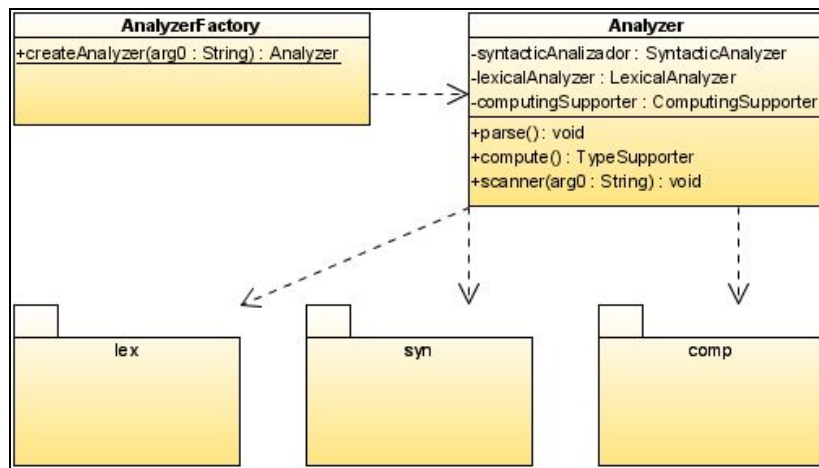 AnalyzerFactory
+createAnalyzer(arg0 : String) : Analyzer
Analyzer
-syntacticAnalizador : SyntacticAnalyzer
-lexicalAnalyzer : LexicalAnalyzer
-computingSupporter : ComputingSupporter
+parse() : void
+compute() : TypeSupporter
+scanner(arg0 : String) : void
lex
syn
comp